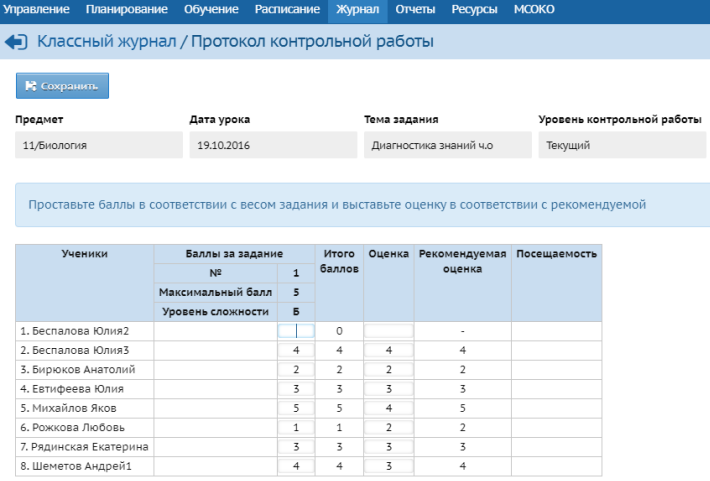 Управление Планирование Обучение Расписание Журнал Отчеты Ресурсы МСОКО
Классный журнал / Протокол контрольной работы
Сохранить
Предмет Дата урока Тема задания Уровень контрольной работы
11/Биология 19.10.2016 Диагностика знаний ч.о Текущий
Проставьте баллы в соответствии с весом задания и выставьте оценку в соответствии с рекомендуемой
Ученики Баллы за задание Итого баллов Оценка Рекомендуемая оценка Посещаемость
№ 1
Максимальный балл 5
Уровень сложности Б
1. Беспалова Юлия2 0 -
2. Беспалова Юлия3 4 4 4 4
3. Бирюков Анатолий 2 2 2 2
4. Евтифеева Юлия 3 3 3 3
5. Михайлов Яков 5 5 4 5
6. Рожкова Любовь 1 1 2 2
7. Рядинская Екатерина 3 3 3 3
8. Шеметов Андрей1 4 4 3 4